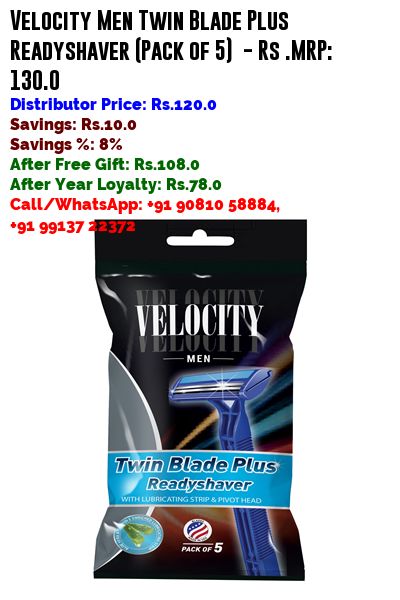 Velocity Men Twin Blade Plus
Readyshaver (Pack of 5) - Rs .MRP:
130.0
Distributor Price: Rs.120.0
Savings: Rs.10.0
Savings %: 8%
After Free Gift: Rs.108.0
After Year Loyalty: Rs.78.0
Call/WhatsApp: +91 90810 58884,
+91 99137 22372
VELOCITY
MEN
Twin Blade Plus
Readyshaver
WITH LUBRICATING STRIP & PIVOT HEAD
VELOCITY
PACK OF 5